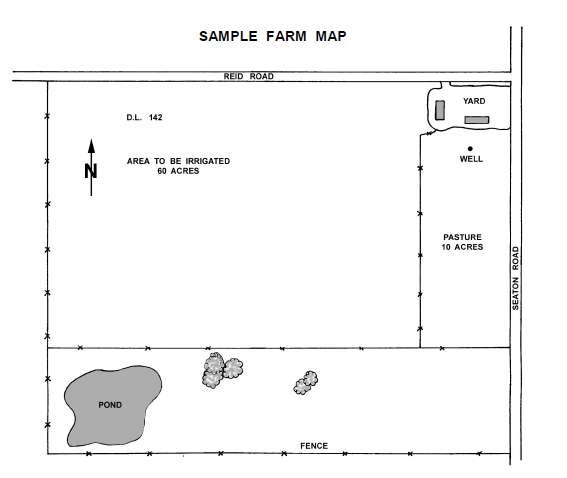 SAMPLE FARM MAP
REID ROAD
YARD
D.L. 142
N
AREA TO BE IRRIGATED
60 ACRES
WELL
PASTURE
10 ACRES
SEATON ROAD
POND
FENCE